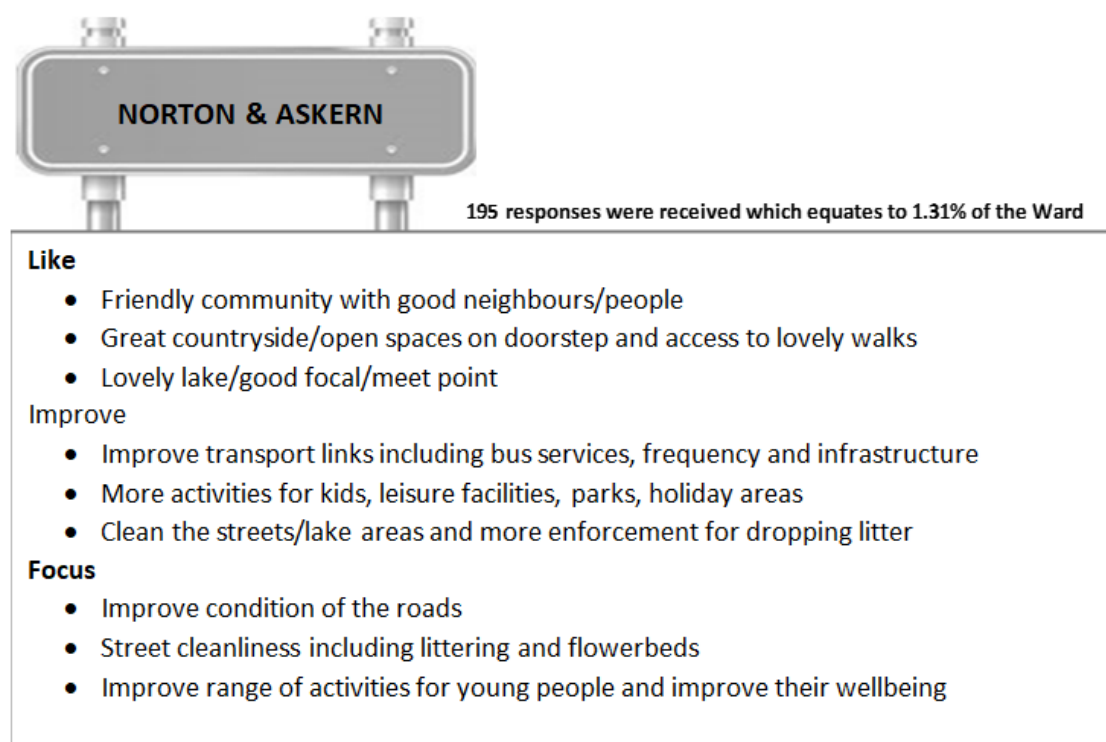 NORTON & ASKERN
195 responses were received which equates to 1.31% of the Ward
Like
• Friendly community with good neighbours/people
• Great countryside/open spaces on doorstep and access to lovely walks
• Lovely lake/good focal/meet point
Improve
• Improve transport links including bus services, frequency and infrastructure
• More activities for kids, leisure facilities, parks, holiday areas
• Clean the streets/lake areas and more enforcement for dropping litter
Focus
• Improve condition of the roads
• Street cleanliness including littering and flowerbeds
• Improve range of activities for young people and improve their wellbeing